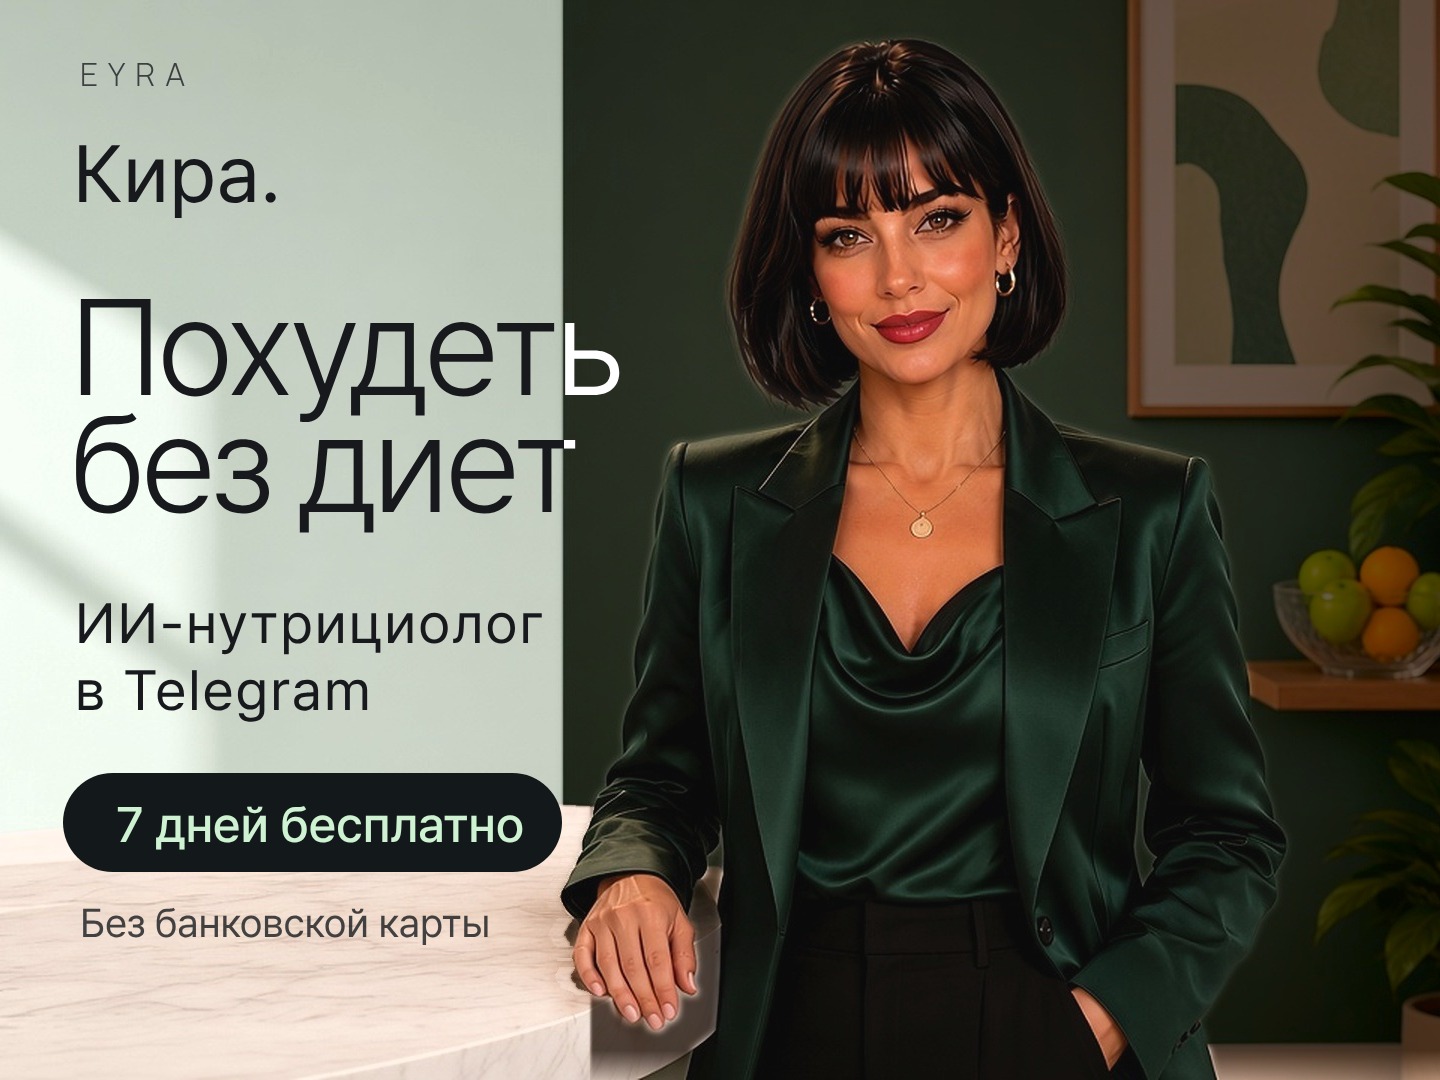 EYRA
Кира.
Похудеть
без диет
ИИ-нутрициолог
в Telegram
7 дней бесплатно
Без банковской карты